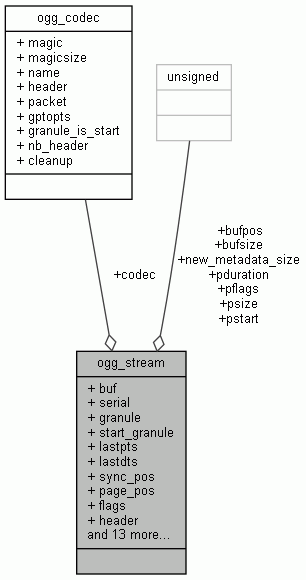 ogg_codec
+ magic
+ magicsize
+ name
+ header
+ packet
+ gptopts
+ granule_is_start
+ nb_header
+ cleanup
unsigned
+codec
+bufpos
+bufsize
+new_metadata_size
+pduration
+pflags
+psize
+pstart
ogg_stream
+ buf
+ serial
+ granule
+ start_granule
+ lastpts
+ lastdts
+ sync_pos
+ page_pos
+ flags
+ header
and 13 more...